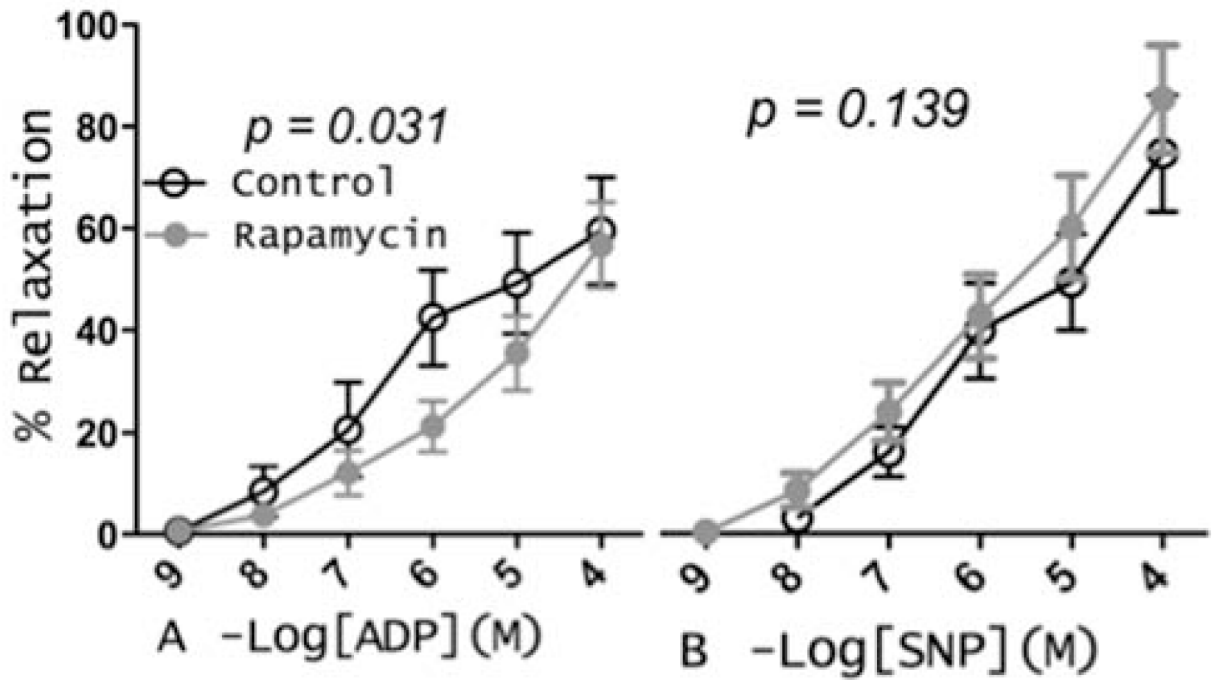 100
80
60
40
20
0
% Relaxation
p = 0.031
Control
Rapamycin
9 8 7 6 5 4
A -Log[ADP](M)
p = 0.139
9 8 7 6 5 4
B -Log[SNP](M)